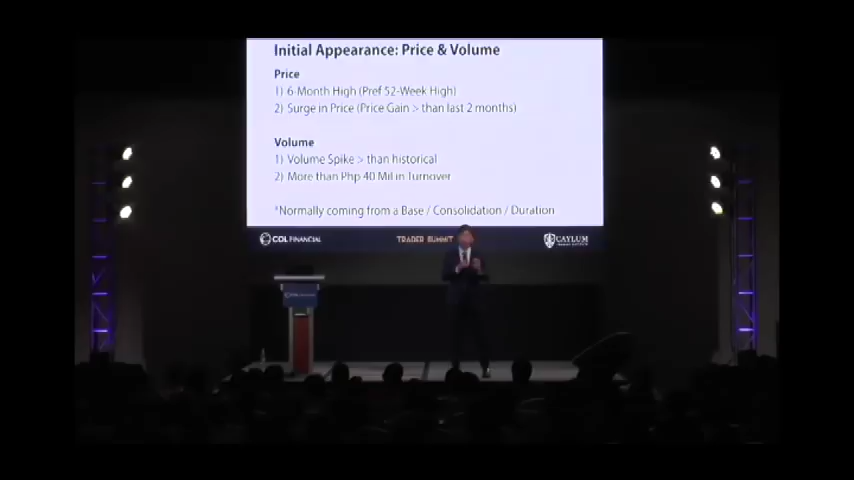 Initial Appearance: Price & Volume
Price
1) 6-Month High (Pref 52-Week High)
2) Surge in Price (Price Gain > than last 2 months)
Volume
1) Volume Spike > than historical
2) More than Php 40 Mil in Turnover
*Normally coming from a Base / Consolidation / Duration
COL FINANCIAL
TRADER SUMMIT
CAYLUM